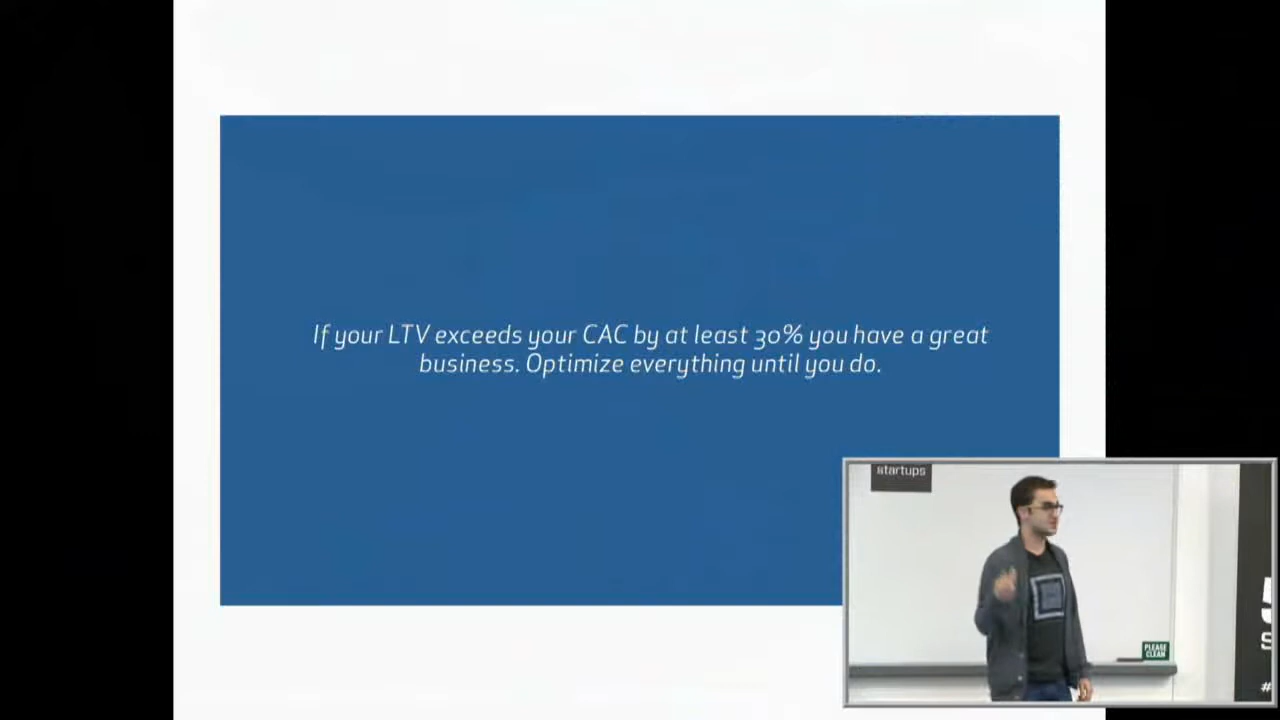 If your LTV exceeds your CAC by at least 30% you have a great
business. Optimize everything until you do.
startups
PLEASE
CLEAN
#